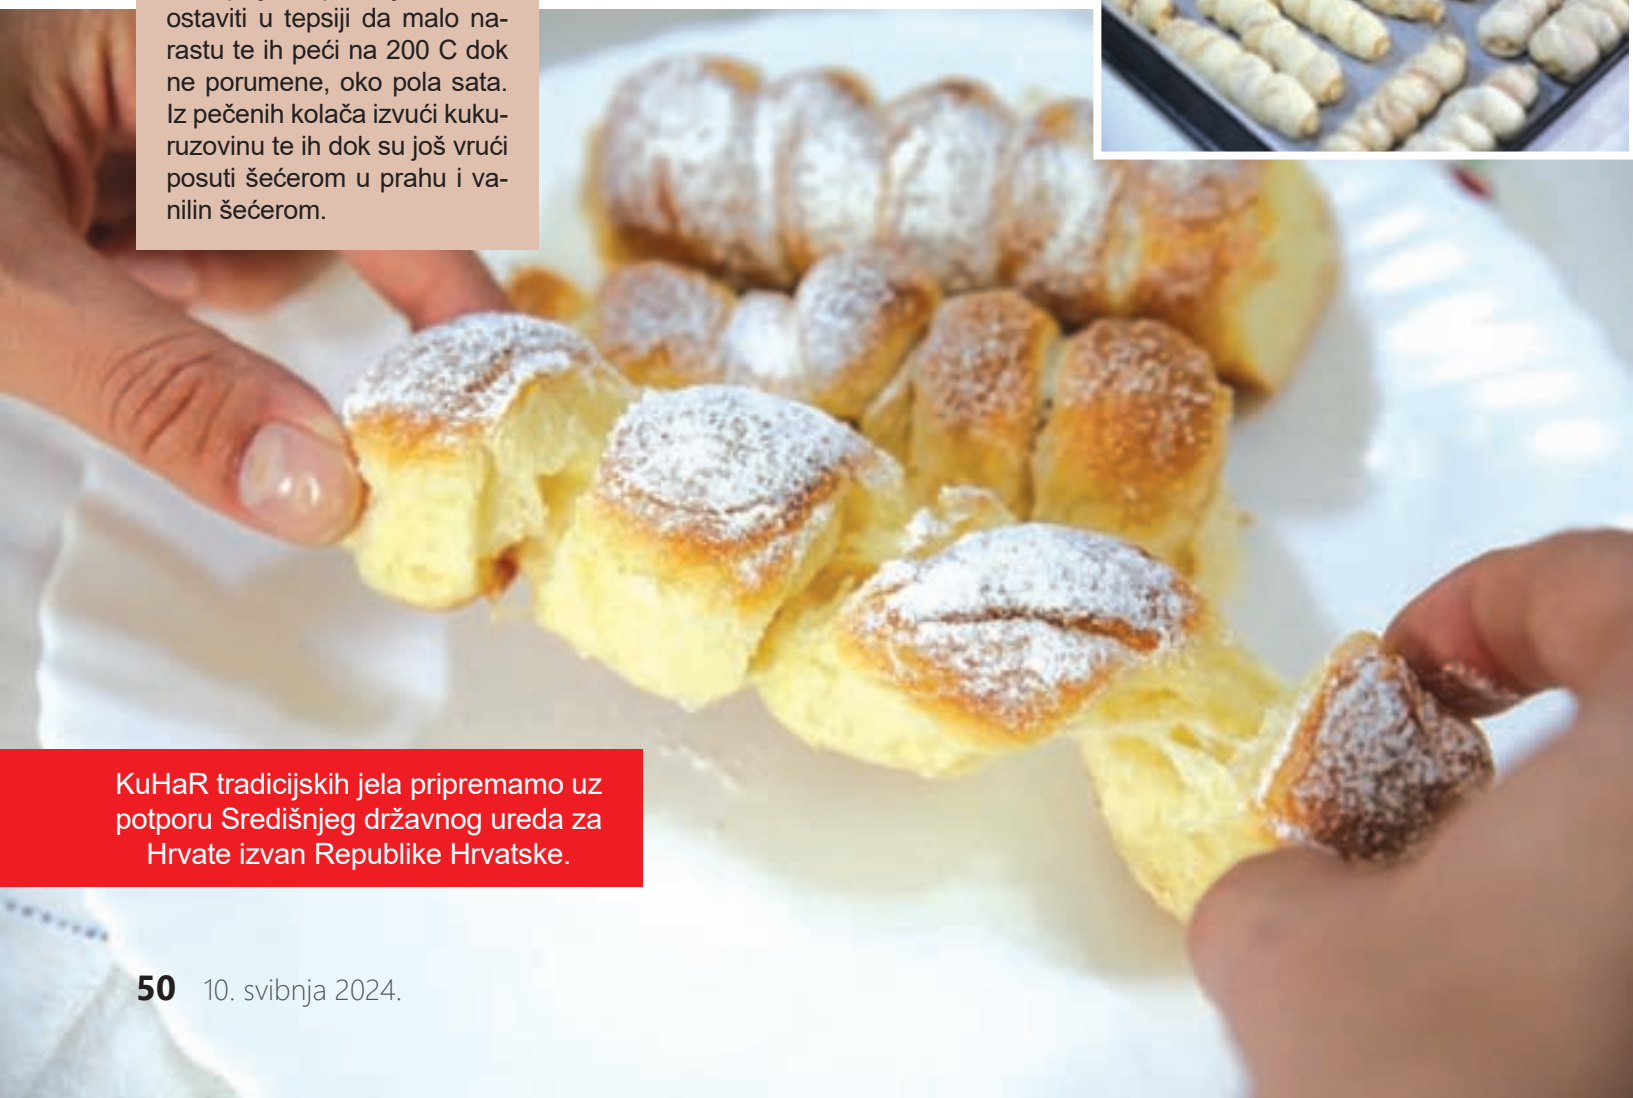 ostaviti u tepsiji da malo na-
rastu te ih peći na 200 C dok
ne porumene, oko pola sata.
Iz pečenih kolača izvući kuku-
ruzovinu te ih dok su još vrući
posuti šećerom u prahu i va-
nilin šećerom.
KuHaR tradicijskih jela pripremamo uz
potporu Središnjeg državnog ureda za
Hrvate izvan Republike Hrvatske.
50 10. svibnja 2024.